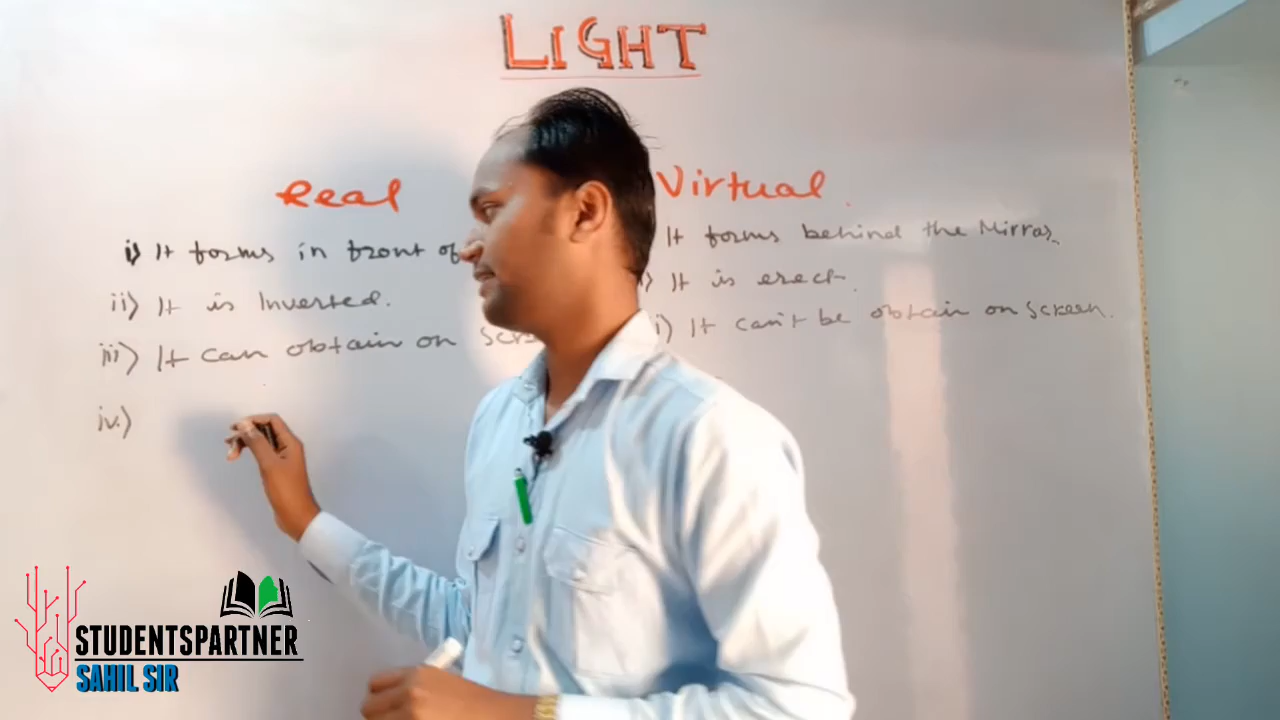 LIGHT
Real
Virtual.
i) It forms in front of
It forms behind the Mirror.
ii) It is Inverted.
) It is erect.
iii) It can obtain on Scre
i) It can't be obtain on Screen.
iv.)
STUDENTSPARTNER
SAHIL SIR